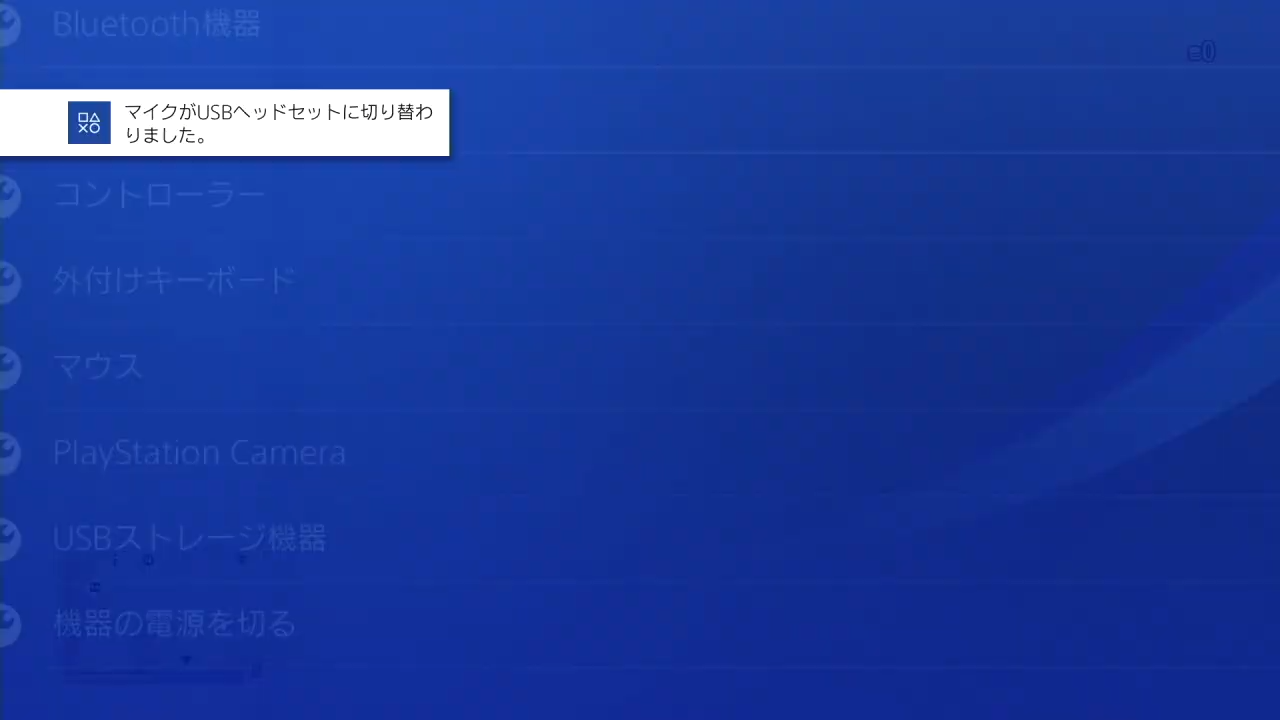 Bluetooth機器
マイクがUSBヘッドセットに切り替わ
りました。
コントローラー
外付けキーボード
マウス
PlayStation Camera
USBストレージ機器
機器の電源を切る